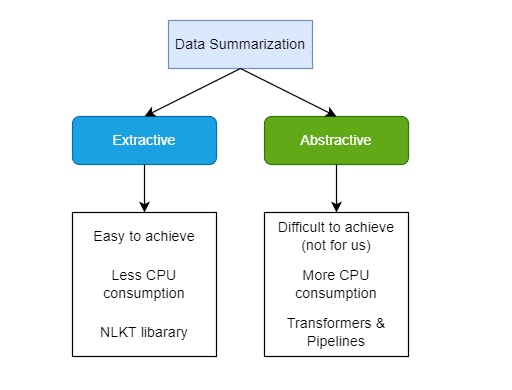 Data Summarization
Extractive
Abstractive
Easy to achieve
Less CPU
consumption
NLKT libarary
Difficult to achieve
(not for us)
More CPU
consumption
Transformers &
Pipelines